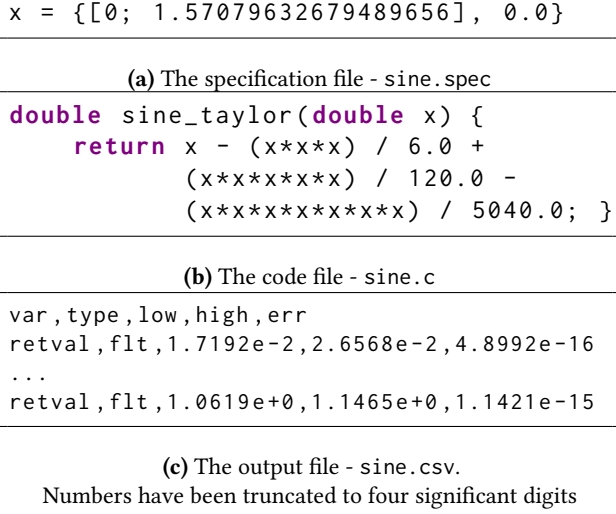 x = {[0; 1.57079632679489656], 0.0}
(a) The specification file - sine.spec
double sine_taylor(double x) {
return x - (x*x*x) / 6.0 +
(x*x*x*x*x) / 120.0 -
(x*x*x*x*x*x*x) / 5040.0; }
(b) The code file - sine.c
var,type,low,high,err
retval,flt,1.7192e-2,2.6568e-2,4.8992e-16
...
retval,flt,1.0619e+0,1.1465e+0,1.1421e-15
(c) The output file - sine.csv.
Numbers have been truncated to four significant digits